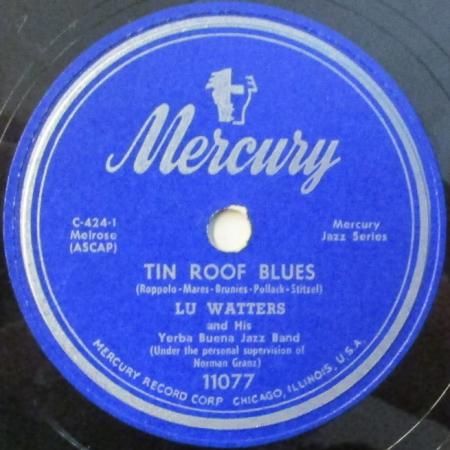 Mercury
C-424-1
Melrose
(ASCAP)
Mercury
Jazz Series
TIN ROOF BLUES
(Roppolo-Mares-Brunies-Pollack-Stitzel)
LU WATTERS
and His
Yerba Buena Jazz Band
(Under the personal supervision of
Norman Granz)
11077
MERCURY RECORD CORP CHICAGO, ILLINOIS, U.S.A.